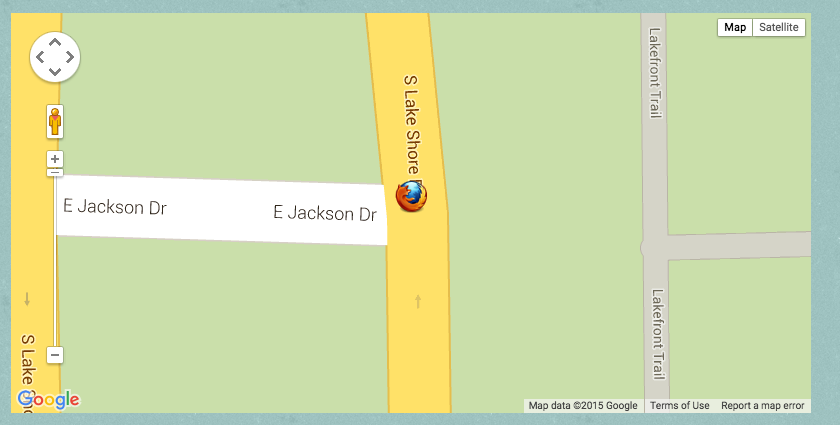 Map Satellite
S Lake Shore
Lakefront Trail
E Jackson Dr
E Jackson Dr
S Lake Sho
Lakefront Trail
Google
Map data ©2015 Google
Terms of Use
Report a map error